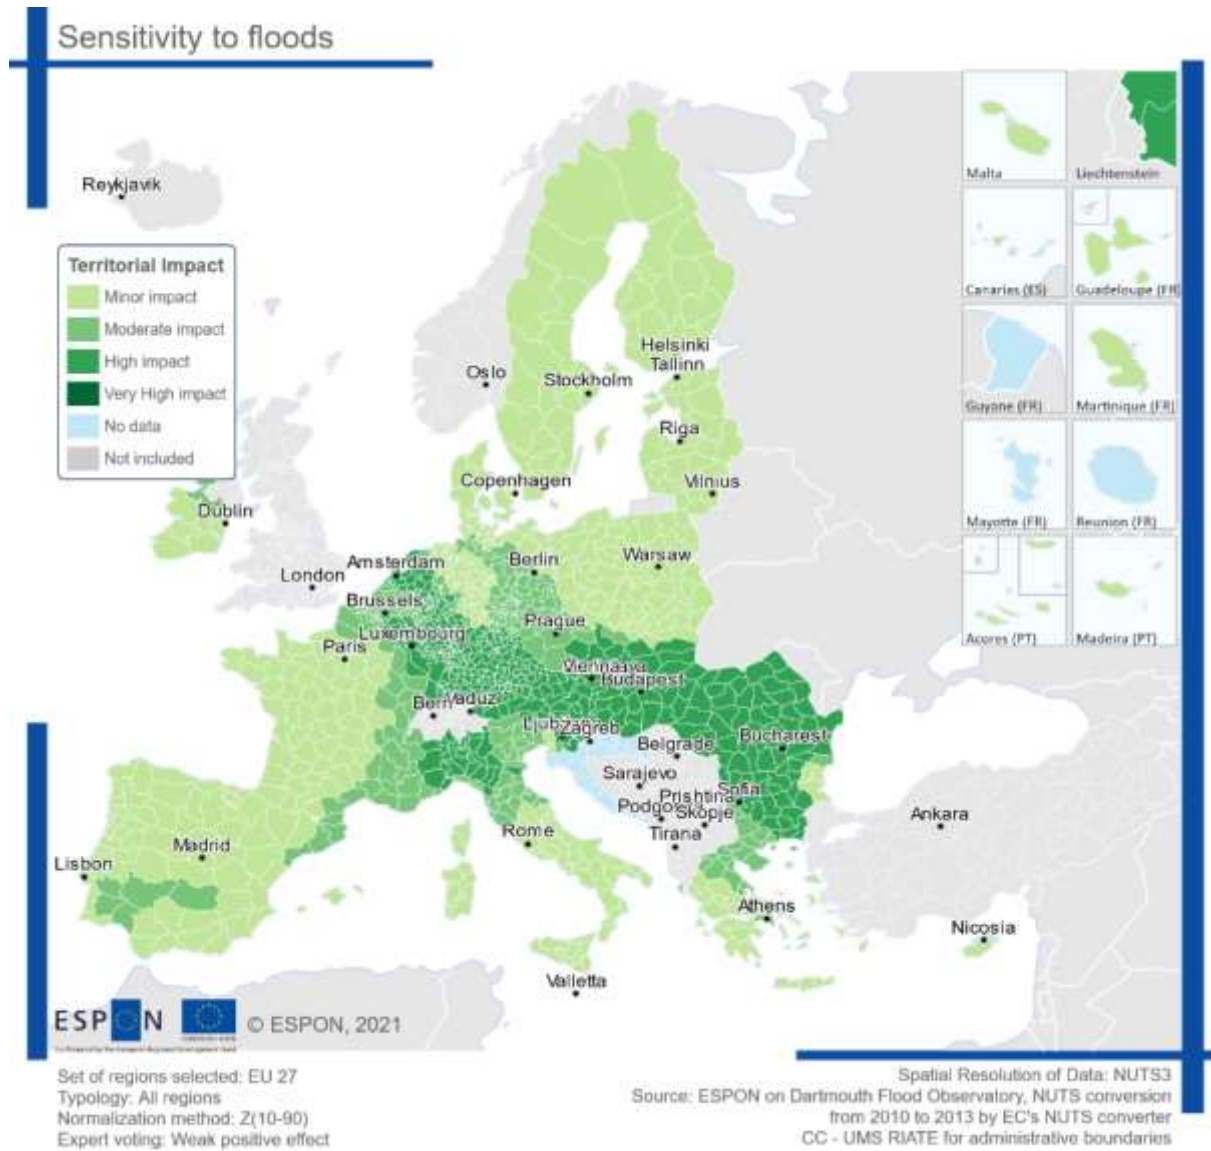 Sensitivity to floods
Reykjavik
Territorial Impact
Minor impact
Moderate impact
High impact
Very High impact
No data
Not included
Malta
Liechtenstein
Canaries (ES)
Guadeloupe (FR)
Guyane (FR)
Martinique (FR)
Mayotte (FR)
Reunion (FR)
Acores (PT)
Madeira (PT)
Oslo
Helsinki
Tallinn
Stockholm
Riga
Copenhagen
Vilnius
Dublin
London
Amsterdam
Berlin
Warsaw
Brussels
Prague
Luxembourg
Paris
Vienna
Budapest
Bern
Vaduz
Zagreb
Belgrade
Bucharest
Sarajevo
Sofia
Prishtina
Skopje
Tirana
Rome
Madrid
Lisbon
Athens
Ankara
Nicosia
Valletta
ESPON
© ESPON, 2021
Set of regions selected: EU 27
Typology: All regions
Normalization method: Z(10-90)
Expert voting: Weak positive effect
Spatial Resolution of Data: NUTS3
Source: ESPON on Dartmouth Flood Observatory, NUTS conversion
from 2010 to 2013 by EC's NUTS converter
CC - UMS RIATE for administrative boundaries